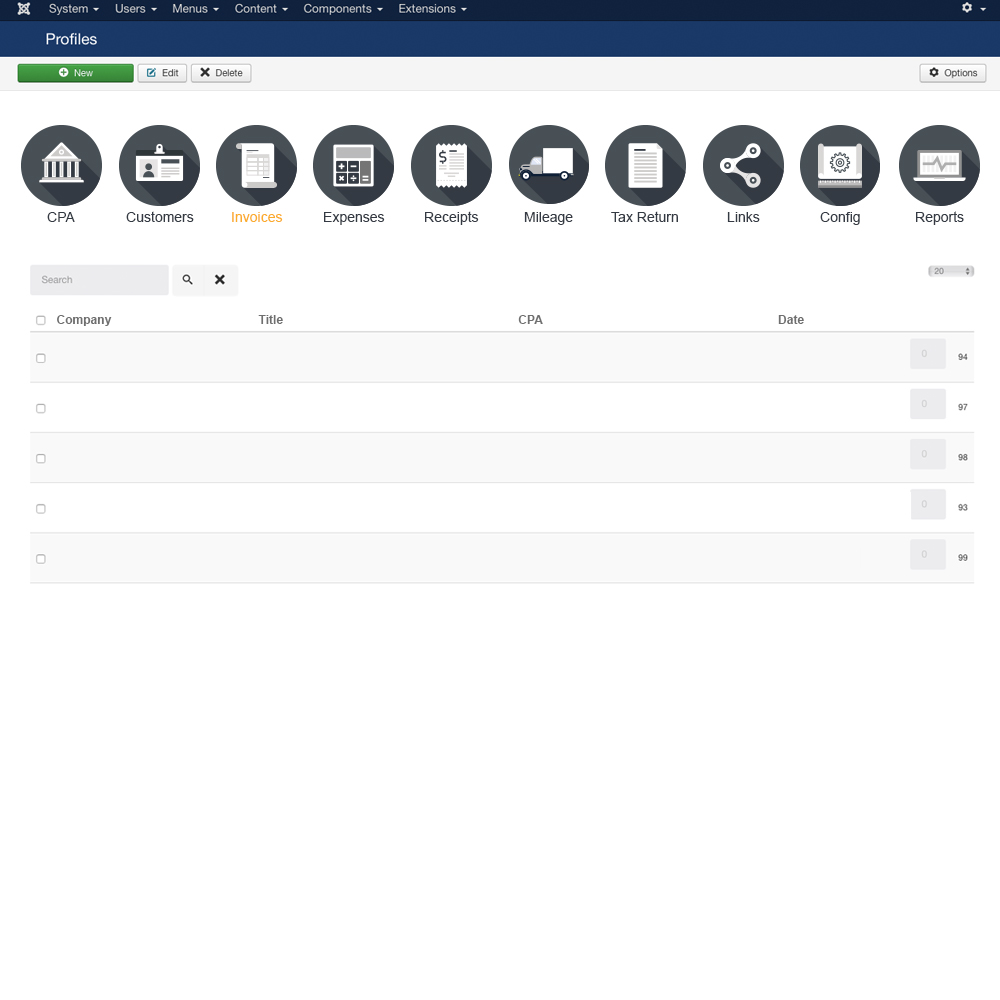 System Users Menus Content Components Extensions
Profiles
New Edit Delete Options
$
CPA Customers Invoices Expenses Receipts Mileage Tax Return Links Config Reports
Search 20
Company Title CPA Date
0 94
0 97
0 98
0 93
0 99